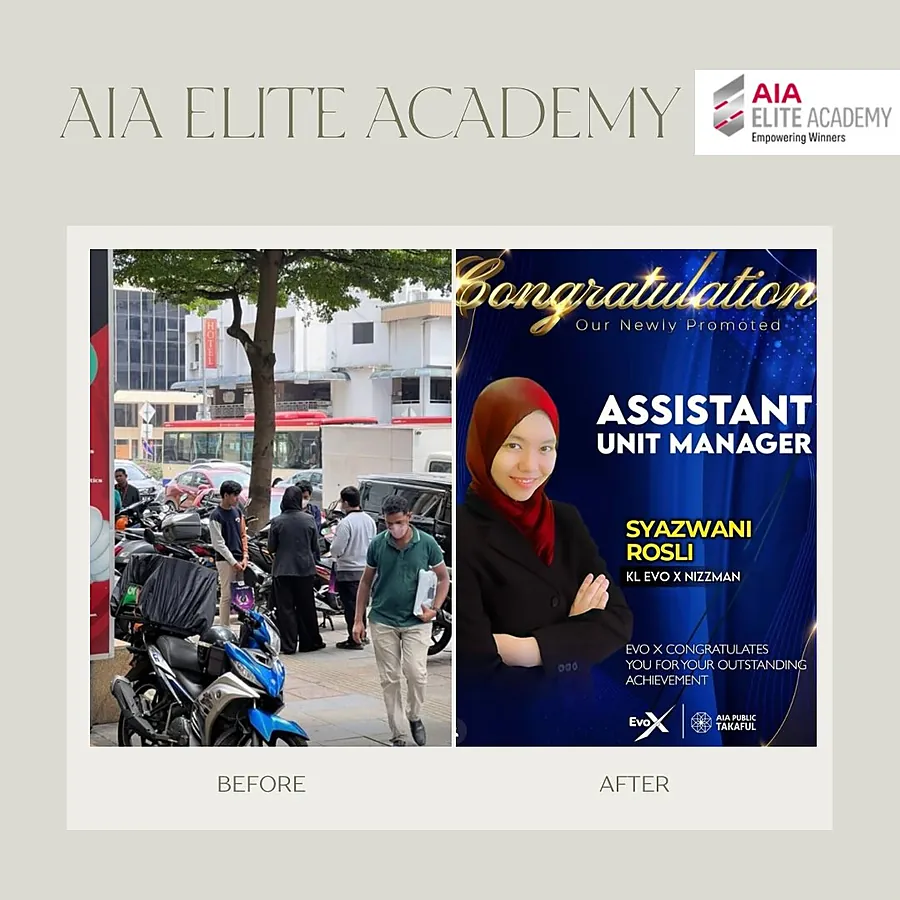 AIA ELITE ACADEMY
AIA
ELITE ACADEMY
Empowering Winners
HOTEL
Congratulation
Our Newly Promoted
ASSISTANT
UNIT MANAGER
SYAZWANI
ROSLI
KL EVO X NIZZMAN
EVO X CONGRATULATES
YOU FOR YOUR OUTSTANDING
ACHIEVEMENT
EvoX
AIA PUBLIC
TAKAFUL
BEFORE
AFTER